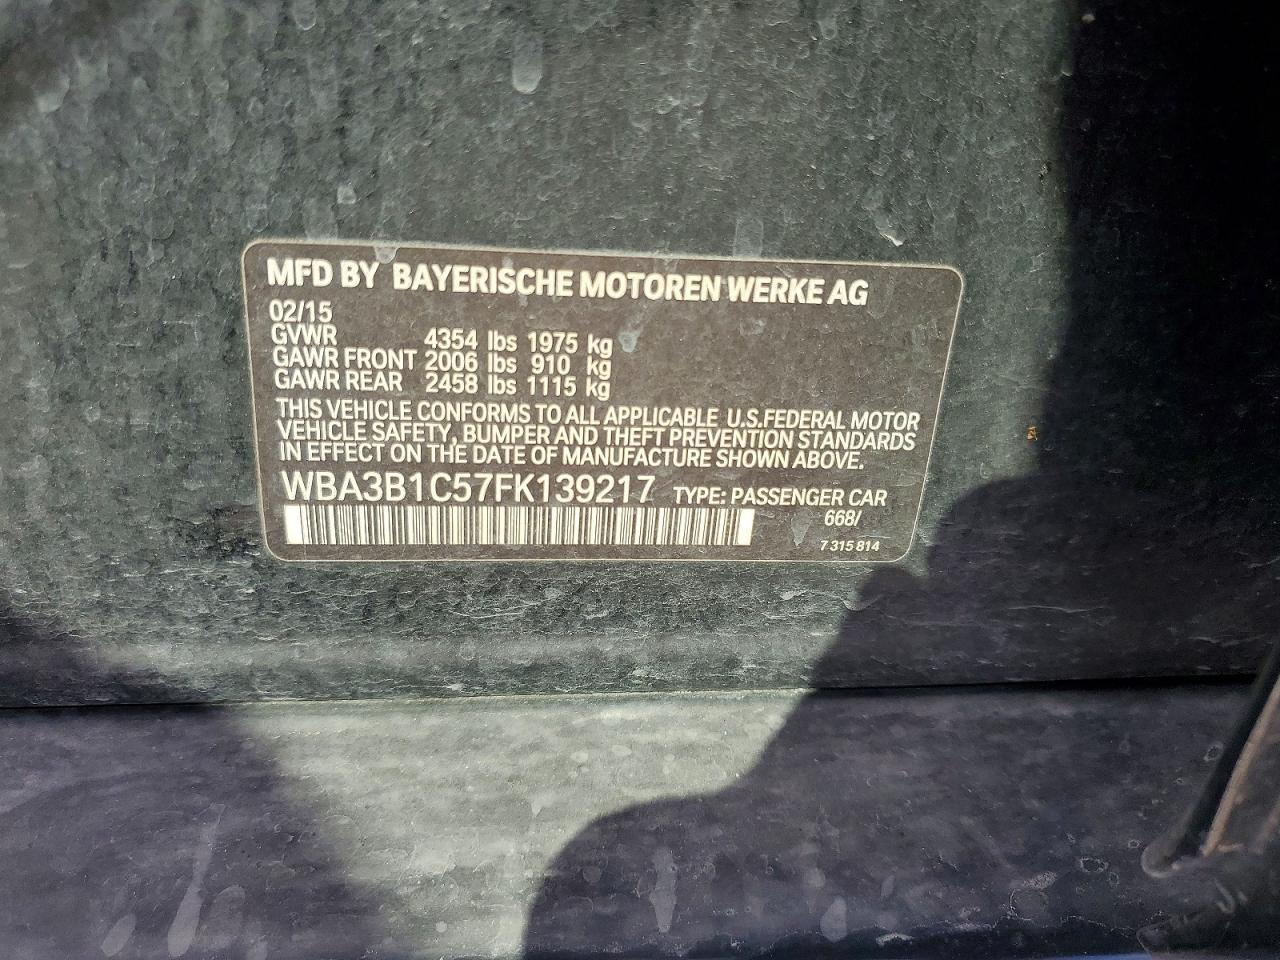 MFD BY BAYERISCHE MOTOREN WERKE AG
02/15
GVWR 4354 lbs 1975 kg
GAWR FRONT 2006 lbs 910 kg
GAWR REAR 2458 lbs 1115 kg
THIS VEHICLE CONFORMS TO ALL APPLICABLE U.S.FEDERAL MOTOR
VEHICLE SAFETY, BUMPER AND THEFT PREVENTION STANDARDS
IN EFFECT ON THE DATE OF MANUFACTURE SHOWN ABOVE.
WBA3B1C57FK139217 TYPE: PASSENGER CAR
668/
7 315 814